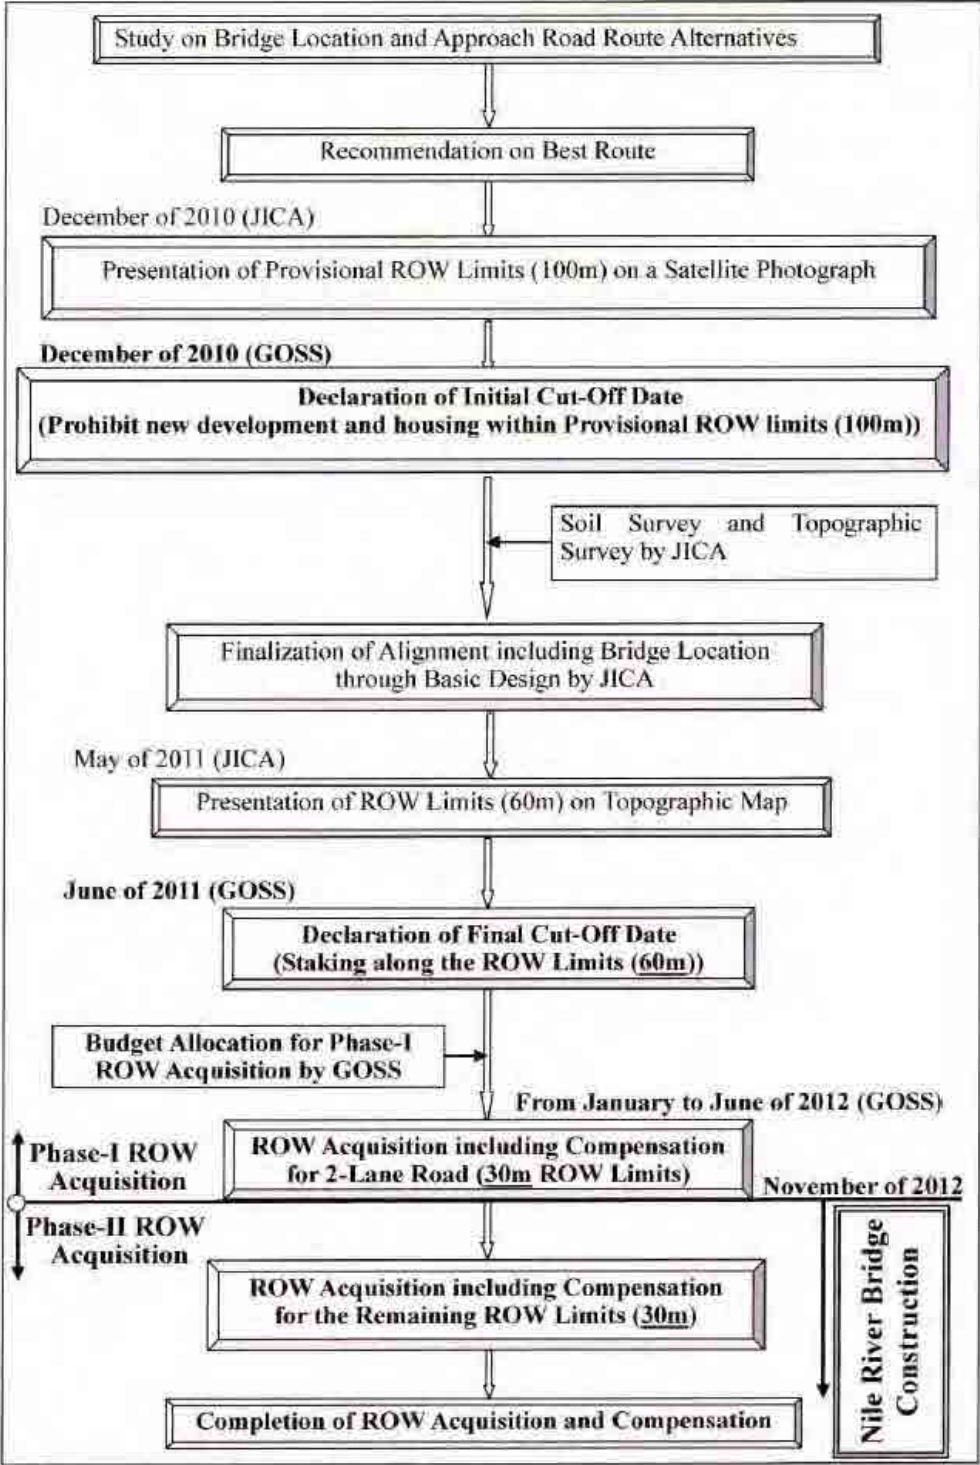 Study on Bridge Location and Approach Road Route Alternatives
Recommendation on Best Route
December of 2010 (JICA)
Presentation of Provisional ROW Limits (100m) on a Satellite Photograph
December of 2010 (GOSS)
Declaration of Initial Cut-Off Date
(Prohibit new development and housing within Provisional ROW limits (100m))
Soil Survey and Topographic
Survey by JICA
Finalization of Alignment including Bridge Location
through Basic Design by JICA
May of 2011 (JICA)
Presentation of ROW Limits (60m) on Topographic Map
June of 2011 (GOSS)
Declaration of Final Cut-Off Date
(Staking along the ROW Limits (60m))
Budget Allocation for Phase-I
ROW Acquisition by GOSS
From January to June of 2012 (GOSS)
Phase-I ROW
Acquisition
ROW Acquisition including Compensation
for 2-Lane Road (30m ROW Limits)
November of 2012
Phase-II ROW
Acquisition
ROW Acquisition including Compensation
for the Remaining ROW Limits (30m)
Completion of ROW Acquisition and Compensation
Nile River Bridge
Construction